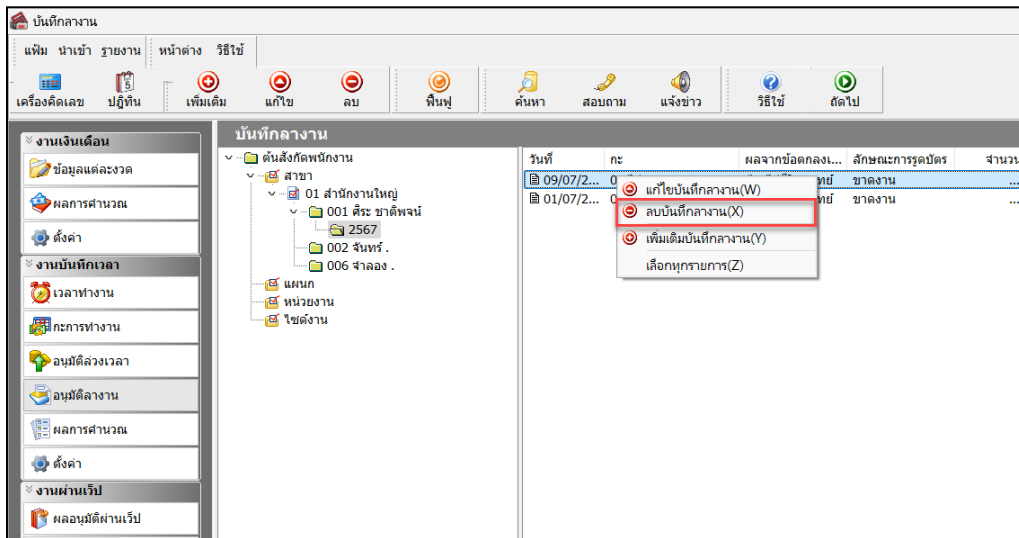 บันทึกลางาน
แฟ้ม นำเข้า รายงาน หน้าต่าง วิธีใช้
เครื่องคิดเลข ปฏิทิน เพิ่มเติม แก้ไข ลบ ฟื้นฟู ค้นหา สอบถาม แจ้งข่าว วิธีใช้ ถัดไป
งานเงินเดือน
ข้อมูลแต่ละงวด
ผลการคำนวณ
ตั้งค่า
งานบันทึกเวลา
เวลาทำงาน
กะการทำงาน
อนุมัติล่วงเวลา
อนุมัติลางาน
ผลการคำนวณ
ตั้งค่า
งานผ่านเว็บ
ผลอนุมัติผ่านเว็บ
บันทึกลางาน
ต้นสังกัดพนักงาน
สาขา
01 สำนักงานใหญ่
001 ศิระ ชาติพจน์
2567
002 จันทร์ .
006 จำลอง .
แผนก
หน่วยงาน
ไซด์งาน
วันที่ กะ ผลจากข้อตกลงเ... ลักษณะการรูดบัตร จำนวน
09/07/2... ขาดงาน ...
01/07/2... ขาดงาน ...
แก้ไขบันทึกลางาน(W)
ลบบันทึกลางาน(X)
เพิ่มเติมบันทึกลางาน(Y)
เลือกทุกรายการ(Z)